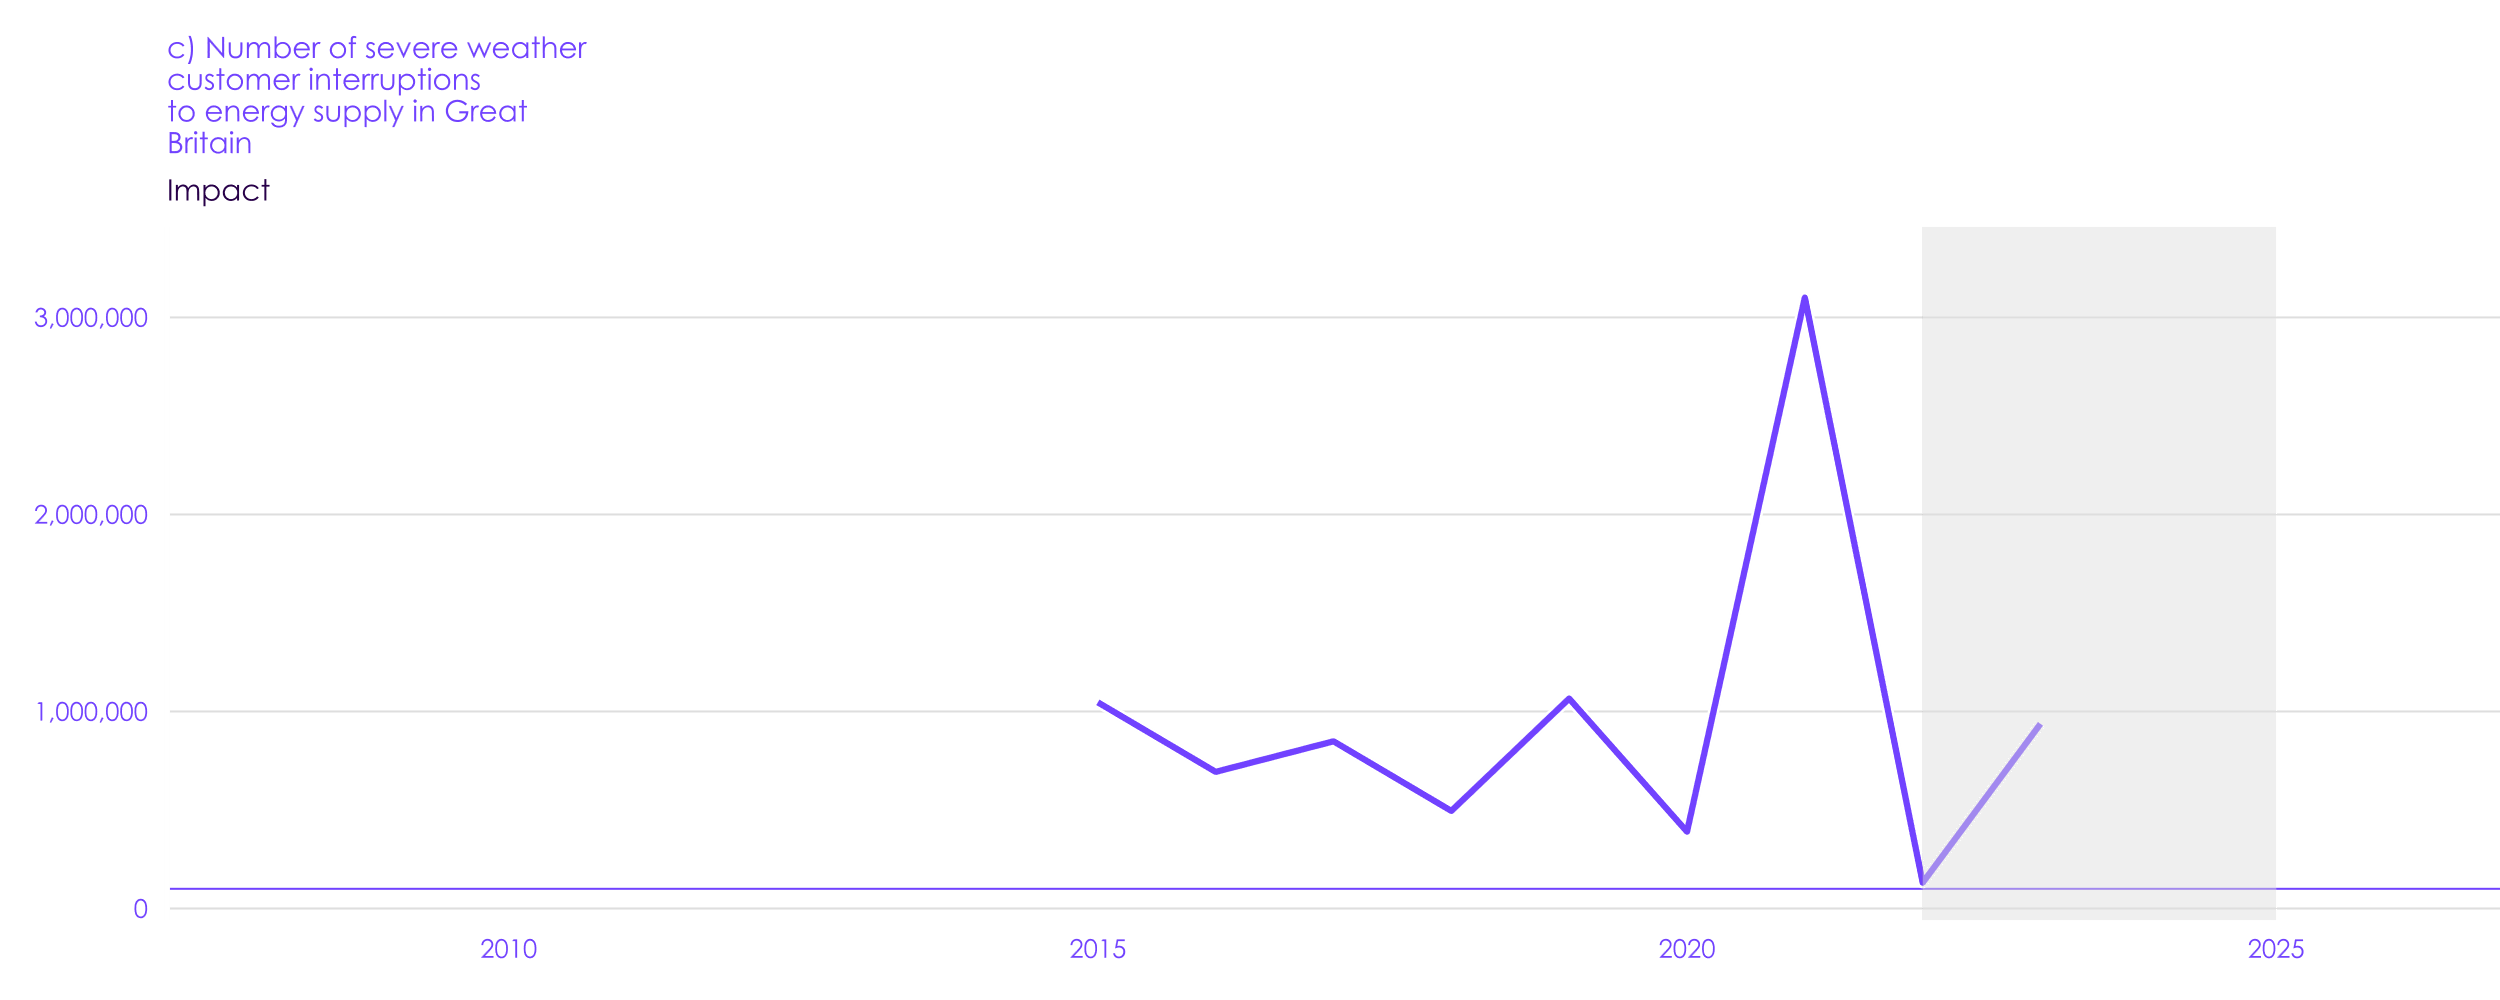 c) Number of severe weather
customer interruptions
to energy supply in Great
Britain
Impact
3,000,000
2,000,000
1,000,000
0
2010
2015
2020
2025